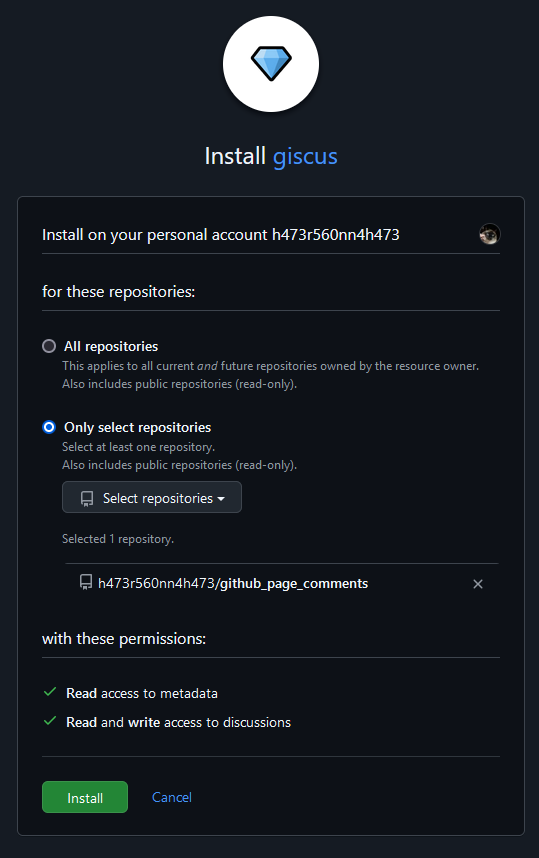 Install giscus
Install on your personal account h473r560nn4h473
for these repositories:
All repositories
This applies to all current and future repositories owned by the resource owner.
Also includes public repositories (read-only).
Only select repositories
Select at least one repository.
Also includes public repositories (read-only).
Select repositories
Selected 1 repository.
h473r560nn4h473/github_page_comments
with these permissions:
Read access to metadata
Read and write access to discussions
Install Cancel